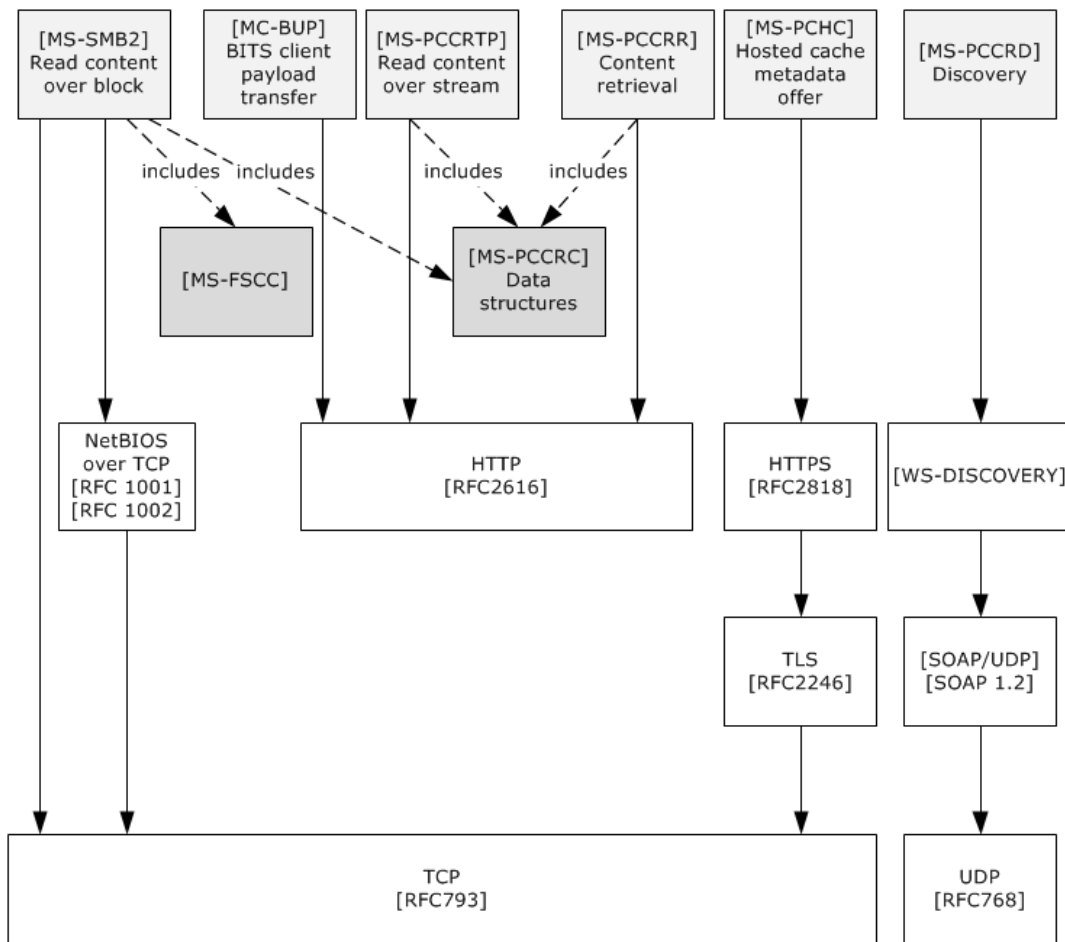 [MS-SMB2]
Read content
over block
[MC-BUP]
BITS client
payload
transfer
[MS-PCCRTP]
Read content
over stream
[MS-PCCRR]
Content
retrieval
[MS-PCHC]
Hosted cache
metadata
offer
[MS-PCCRD]
Discovery
includes
includes
includes
includes
[MS-FSCC]
[MS-PCCRC]
Data
structures
NetBIOS
over TCP
[RFC 1001]
[RFC 1002]
HTTP
[RFC2616]
HTTPS
[RFC2818]
[WS-DISCOVERY]
TLS
[RFC2246]
[SOAP/UDP]
[SOAP 1.2]
TCP
[RFC793]
UDP
[RFC768]